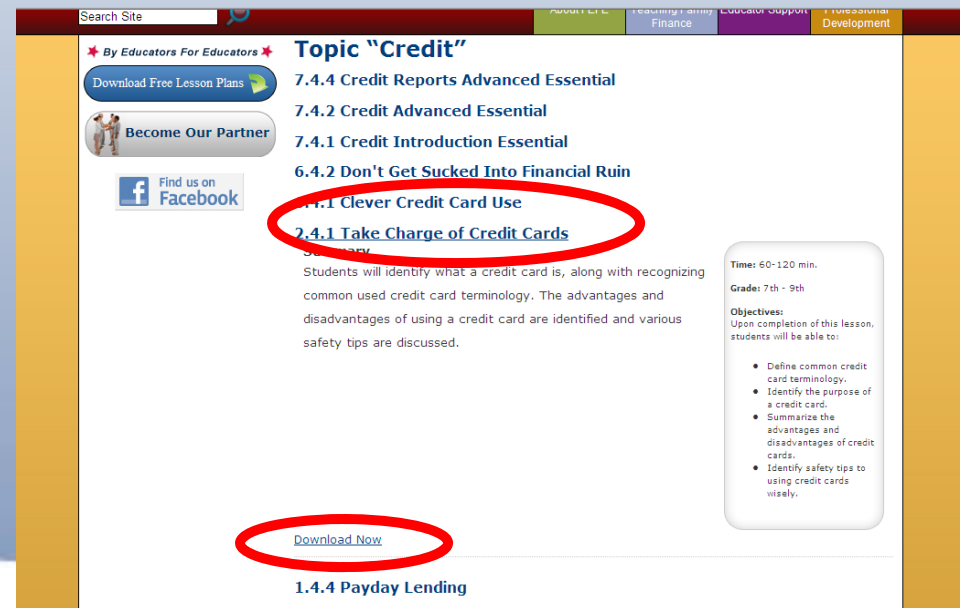 Search Site
About FEFE
Teaching Family Finance
Educator Support
Professional Development
By Educators For Educators
Download Free Lesson Plans
Become Our Partner
Find us on
Facebook
Topic “Credit”
7.4.4 Credit Reports Advanced Essential
7.4.2 Credit Advanced Essential
7.4.1 Credit Introduction Essential
6.4.2 Don't Get Sucked Into Financial Ruin
Clever Credit Card Use
2.4.1 Take Charge of Credit Cards
Summary
Students will identify what a credit card is, along with recognizing
common used credit card terminology. The advantages and
disadvantages of using a credit card are identified and various
safety tips are discussed.
Time: 60-120 min.
Grade: 7th - 9th
Objectives:
Upon completion of this lesson,
students will be able to:
• Define common credit
card terminology.
• Identify the purpose of
a credit card.
• Summarize the
advantages and
disadvantages of credit
cards.
• Identify safety tips to
using credit cards
wisely.
Download Now
1.4.4 Payday Lending